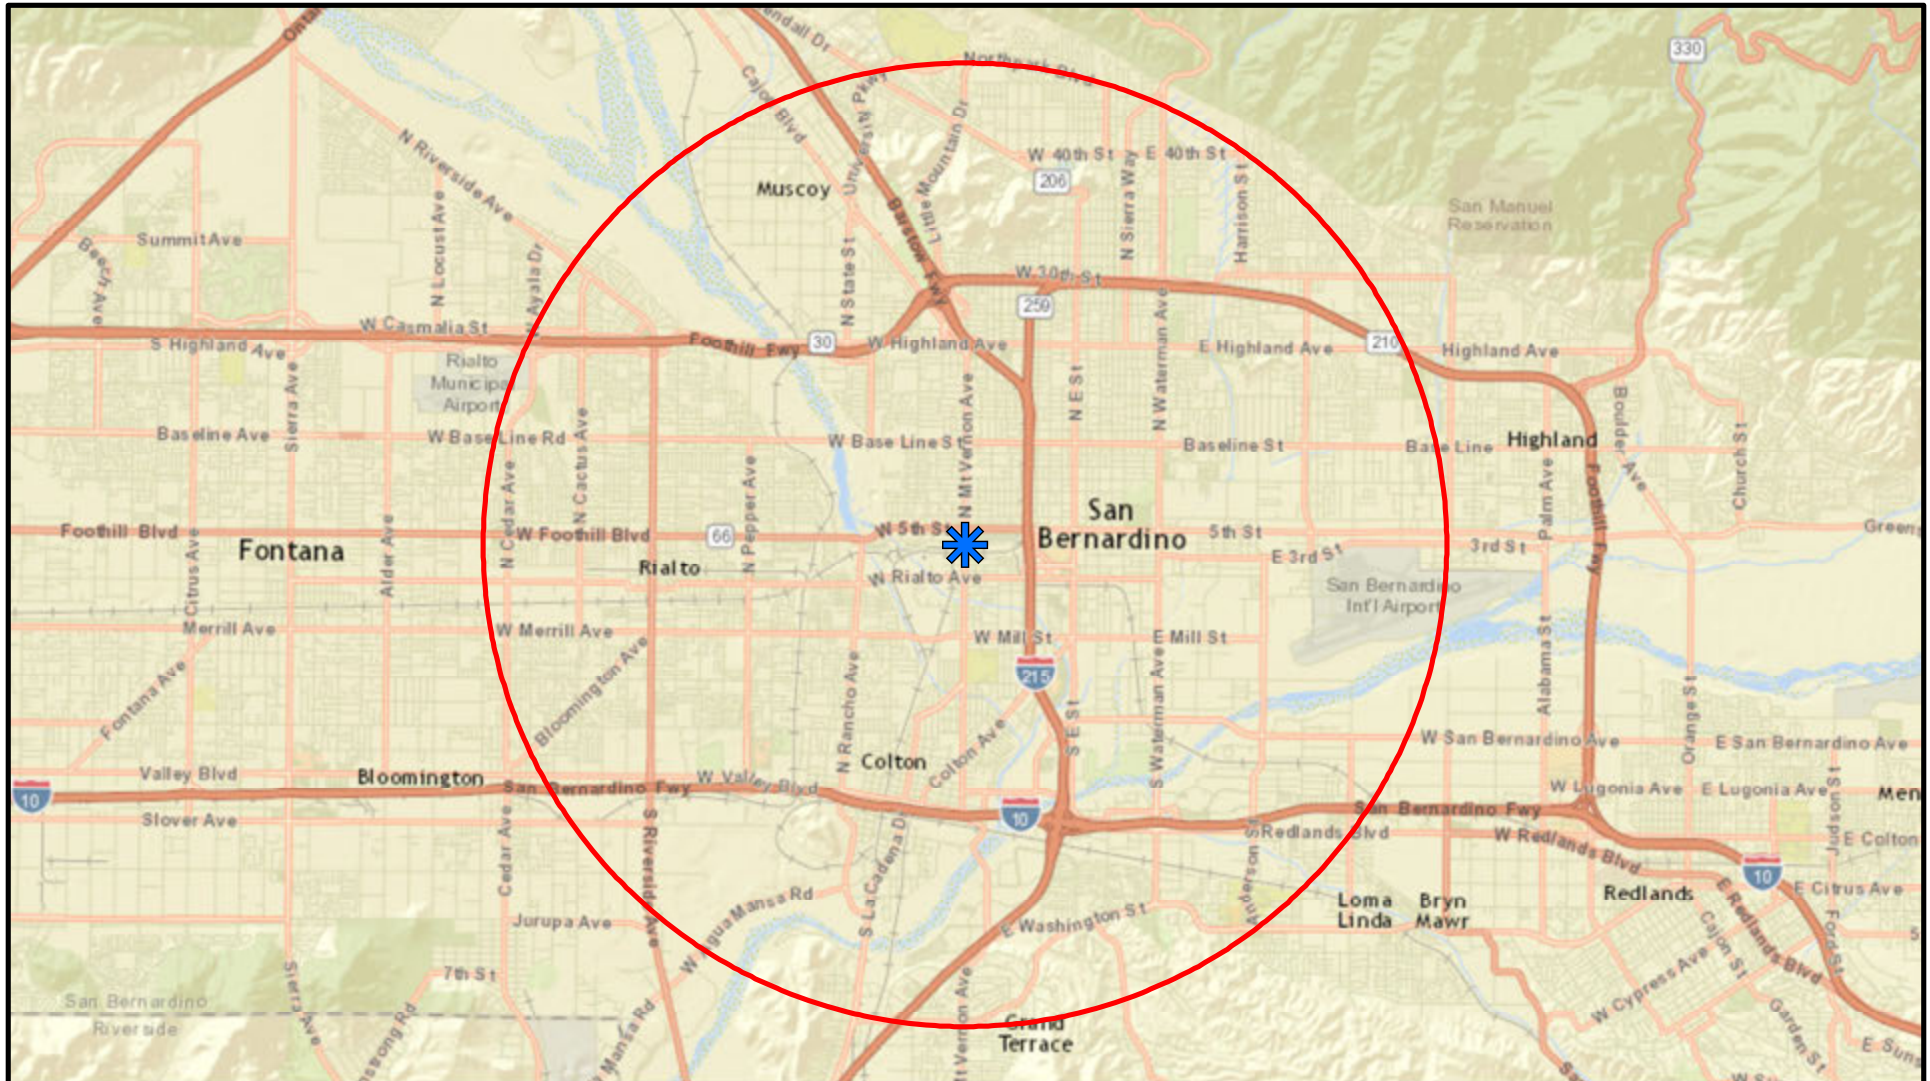 Kendall Dr
Northpark Blvd
330
Cajon Blvd
University Pkwy
Little Mountain Dr
N Riverside Ave
W 40th St
E 40th St
206
Muscoy
N Sierra Way
Harrison St
San Manuel
Reservation
Barstow Fwy
Summit Ave
Beech Ave
N Locust Ave
N Ayala Dr
N State St
W 30th St
259
N Waterman Ave
W Casmalia St
Foothill Fwy
30
W Highland Ave
E Highland Ave
210
Highland Ave
S Highland Ave
Rialto
Municipal
Airport
Sierra Ave
N E St
Boulder Ave
Baseline Ave
W Base Line Rd
N Cactus Ave
W Base Line St
N Mt Vernon Ave
Baseline St
Base Line
Highland
Church St
N Cedar Ave
N Pepper Ave
Palm Ave
Foothill Fwy
San
Bernardino
Foothill Blvd
Fontana
Citrus Ave
Alder Ave
W Foothill Blvd
66
W 5th St
5th St
E 3rd St
3rd St
Greens
Rialto
W Rialto Ave
San Bernardino
Int'l Airport
Merrill Ave
W Merrill Ave
W Mill St
E Mill St
Fontana Ave
Bloomington Ave
N Rancho Ave
215
S E St
S Waterman Ave
Alabama St
Orange St
W San Bernardino Ave
E San Bernardino Ave
Colton
Colton Ave
Valley Blvd
Bloomington
San Bernardino Fwy
W Valley Blvd
W Lugonia Ave
E Lugonia Ave
Men
10
10
San Bernardino Fwy
Slover Ave
Cedar Ave
S Riverside Ave
S La Cadena Dr
Anderson St
Redlands Blvd
W Redlands Blvd
Judson St
E Colton
10
E Citrus Ave
W Agua Mansa Rd
Loma
Linda
Bryn
Mawr
Redlands
E Redlands Blvd
Jurupa Ave
E Washington St
Cajon St
Ford St
7th St
Sierra Ave
W Cypress Ave
San Bernardino
Riverside
Mansa Rd
t Vernon Ave
Grand
Terrace
Garden St
E Suns